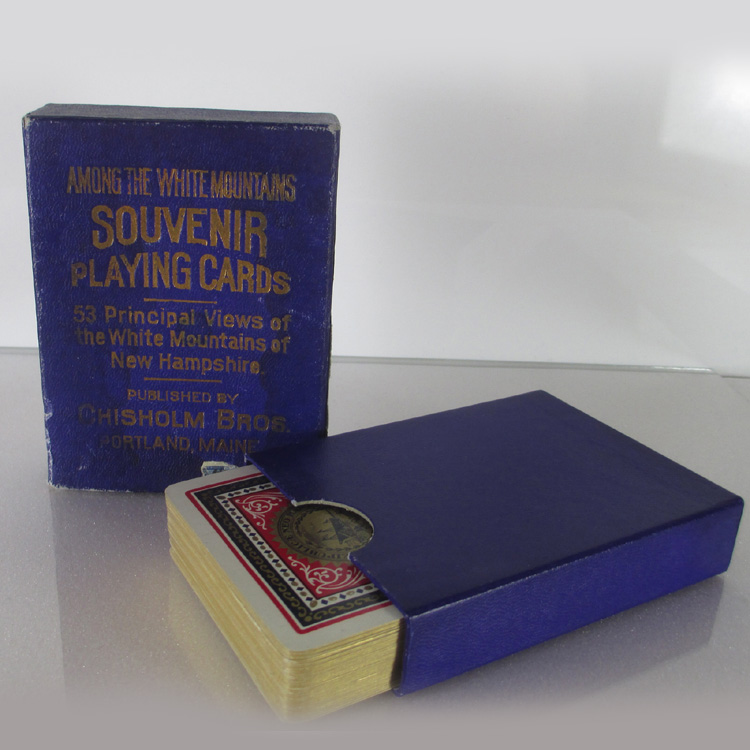 AMONG THE WHITE MOUNTAINS
SOUVENIR
PLAYING CARDS
53 Principal Views of
the White Mountains of
New Hampshire.
PUBLISHED BY
CHISHOLM BROS.
PORTLAND, MAINE